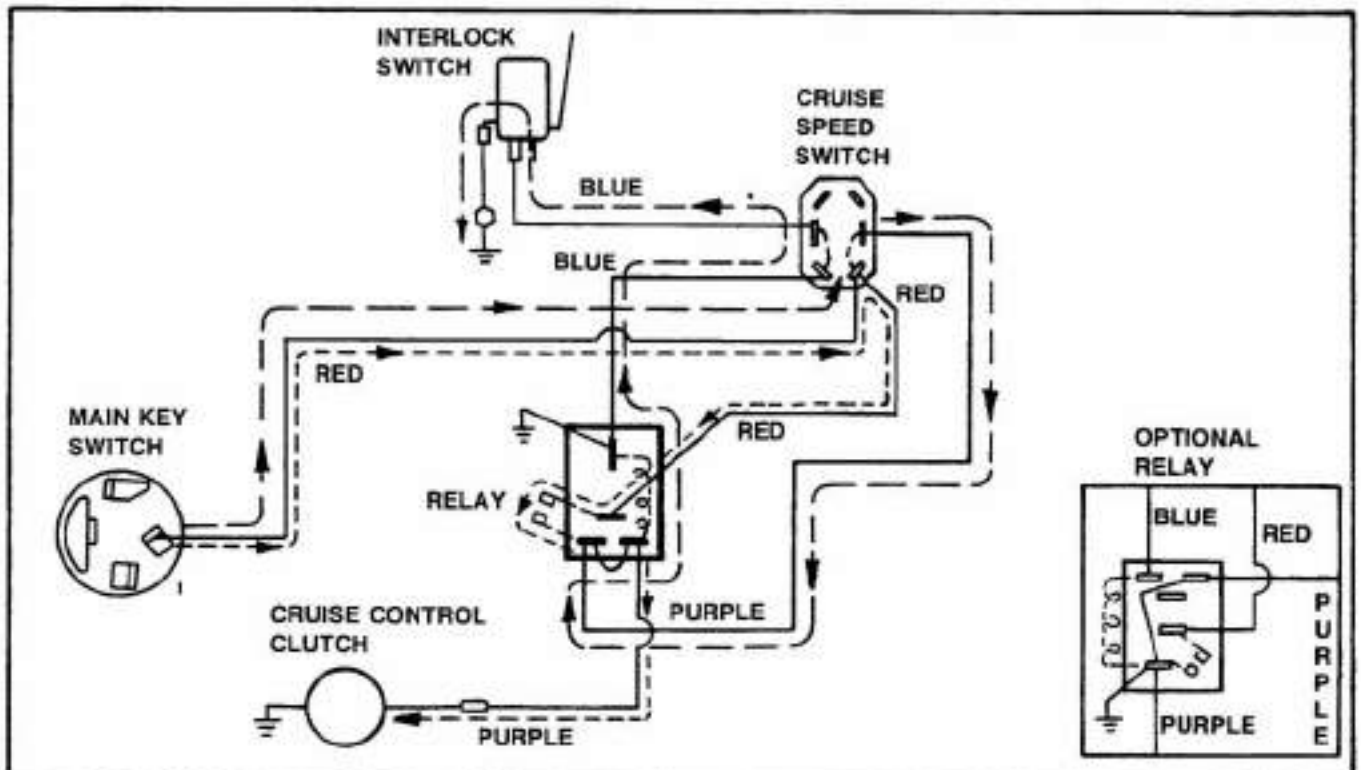 INTERLOCK
SWITCH
CRUISE
SPEED
SWITCH
BLUE
BLUE
RED
RED
MAIN KEY
SWITCH
RED
OPTIONAL
RELAY
RELAY
BLUE
RED
PURPLE
CRUISE CONTROL
CLUTCH
PURPLE
PURPLE
PURPLE